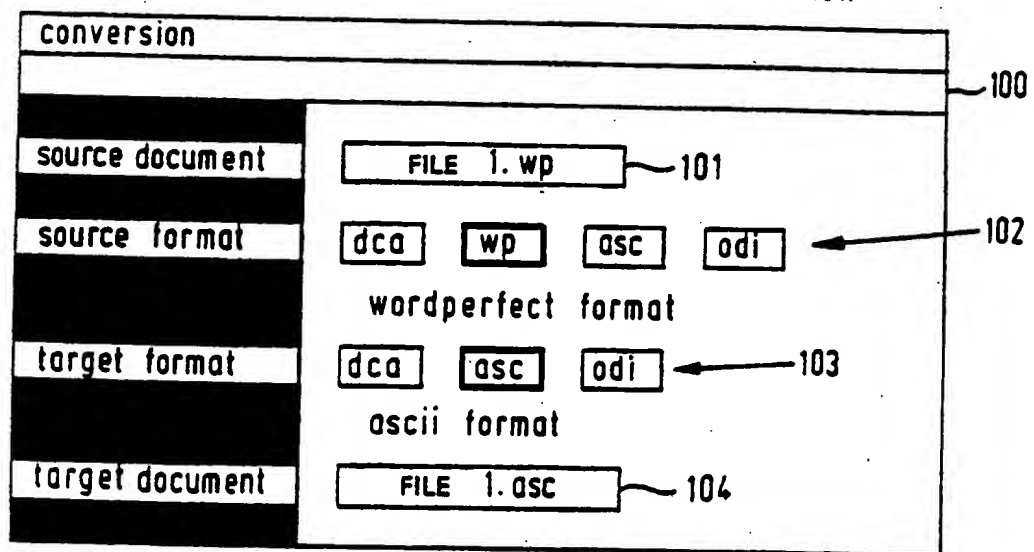 conversion
100
source document FILE 1.wp 101
source format dca wp asc odi 102
wordperfect format
target format dca asc odi 103
ascii format
target document FILE 1.asc 104